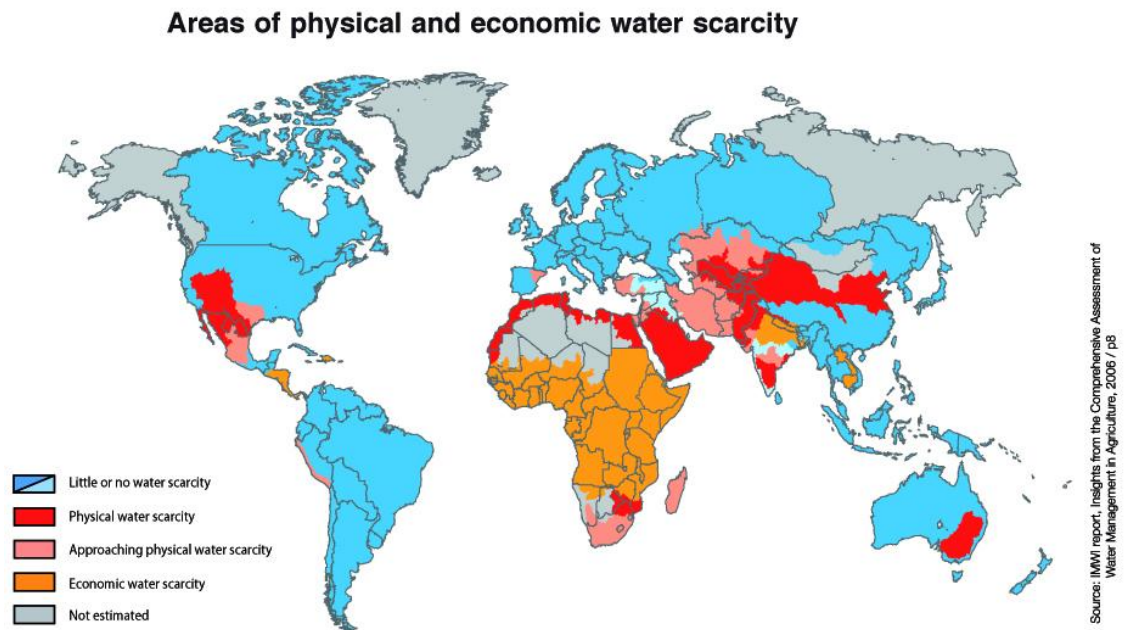 Areas of physical and economic water scarcity
Little or no water scarcity
Physical water scarcity
Approaching physical water scarcity
Economic water scarcity
Not estimated
Source: IMWI report, Insights from the Comprehensive Assessment of
Water Management in Agriculture, 2006 / p8